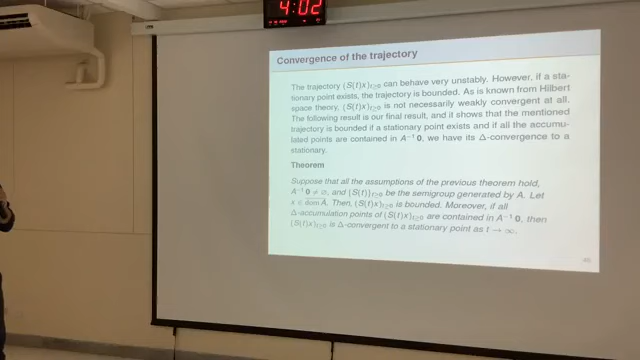 4:02
Convergence of the trajectory
The trajectory (S(t)x)t≥0 can behave very unstably. However, if a sta-
tionary point exists, the trajectory is bounded. As is known from Hilbert
space theory, (S(t)x)t≥0 is not necessarily weakly convergent at all.
The following result is our final result, and it shows that the mentioned
trajectory is bounded if a stationary point exists and if all the accumu-
lated points are contained in A⁻¹0, we have its Δ-convergence to a
stationary.
Theorem
Suppose that all the assumptions of the previous theorem hold,
A⁻¹0 ≠ ∅, and {S(t)}t≥0 be the semigroup generated by A. Let
x ∈ dom A. Then, (S(t)x)t≥0 is bounded. Moreover, if all
Δ-accumulation points of (S(t)x)t≥0 are contained in A⁻¹0, then
(S(t)x)t≥0 is Δ-convergent to a stationary point as t → ∞.